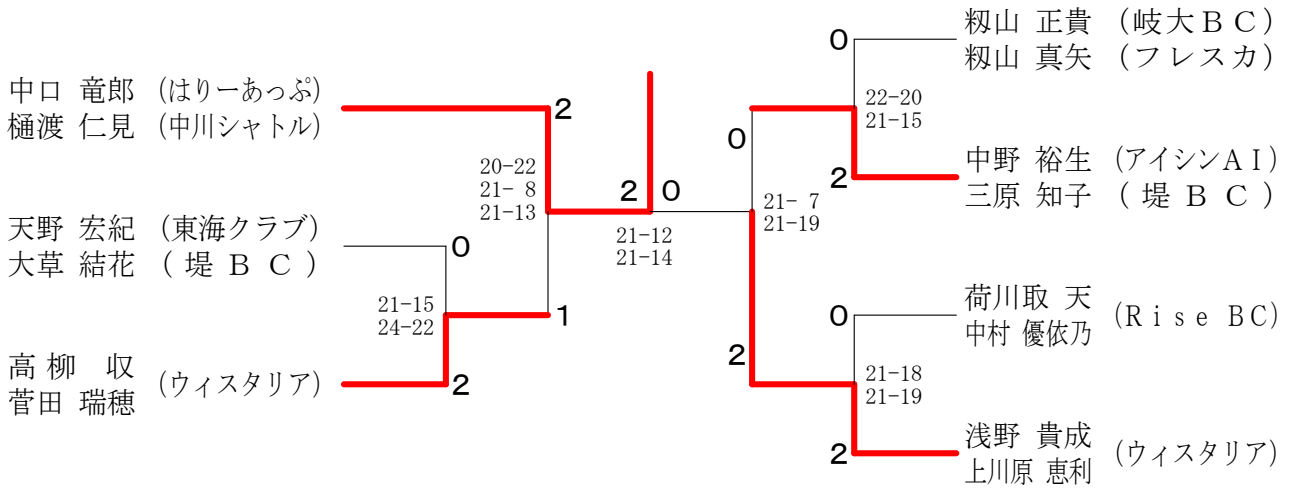 中口 竜郎 (はりーあっぷ)
樋渡 仁見 (中川シャトル)
天野 宏紀 (東海クラブ)
大草 結花 (堤ＢＣ)
高柳 収
菅田 瑞穂
(ウィスタリア)
2
20-22
21- 8
21-13
0
21-15
24-22
1
2
2 0
21-12
21-14
0
21- 7
21-19
2
0
22-20
21-15
2
0
21-18
21-19
2
籾山 正貴 (岐大ＢＣ)
籾山 真矢 (フレスカ)
中野 裕生 (アイシンＡＩ)
三原 知子 (堤ＢＣ)
荷川取 天
中村 優依乃
(Rise BC)
浅野 貴成
上川原 恵利
(ウィスタリア)